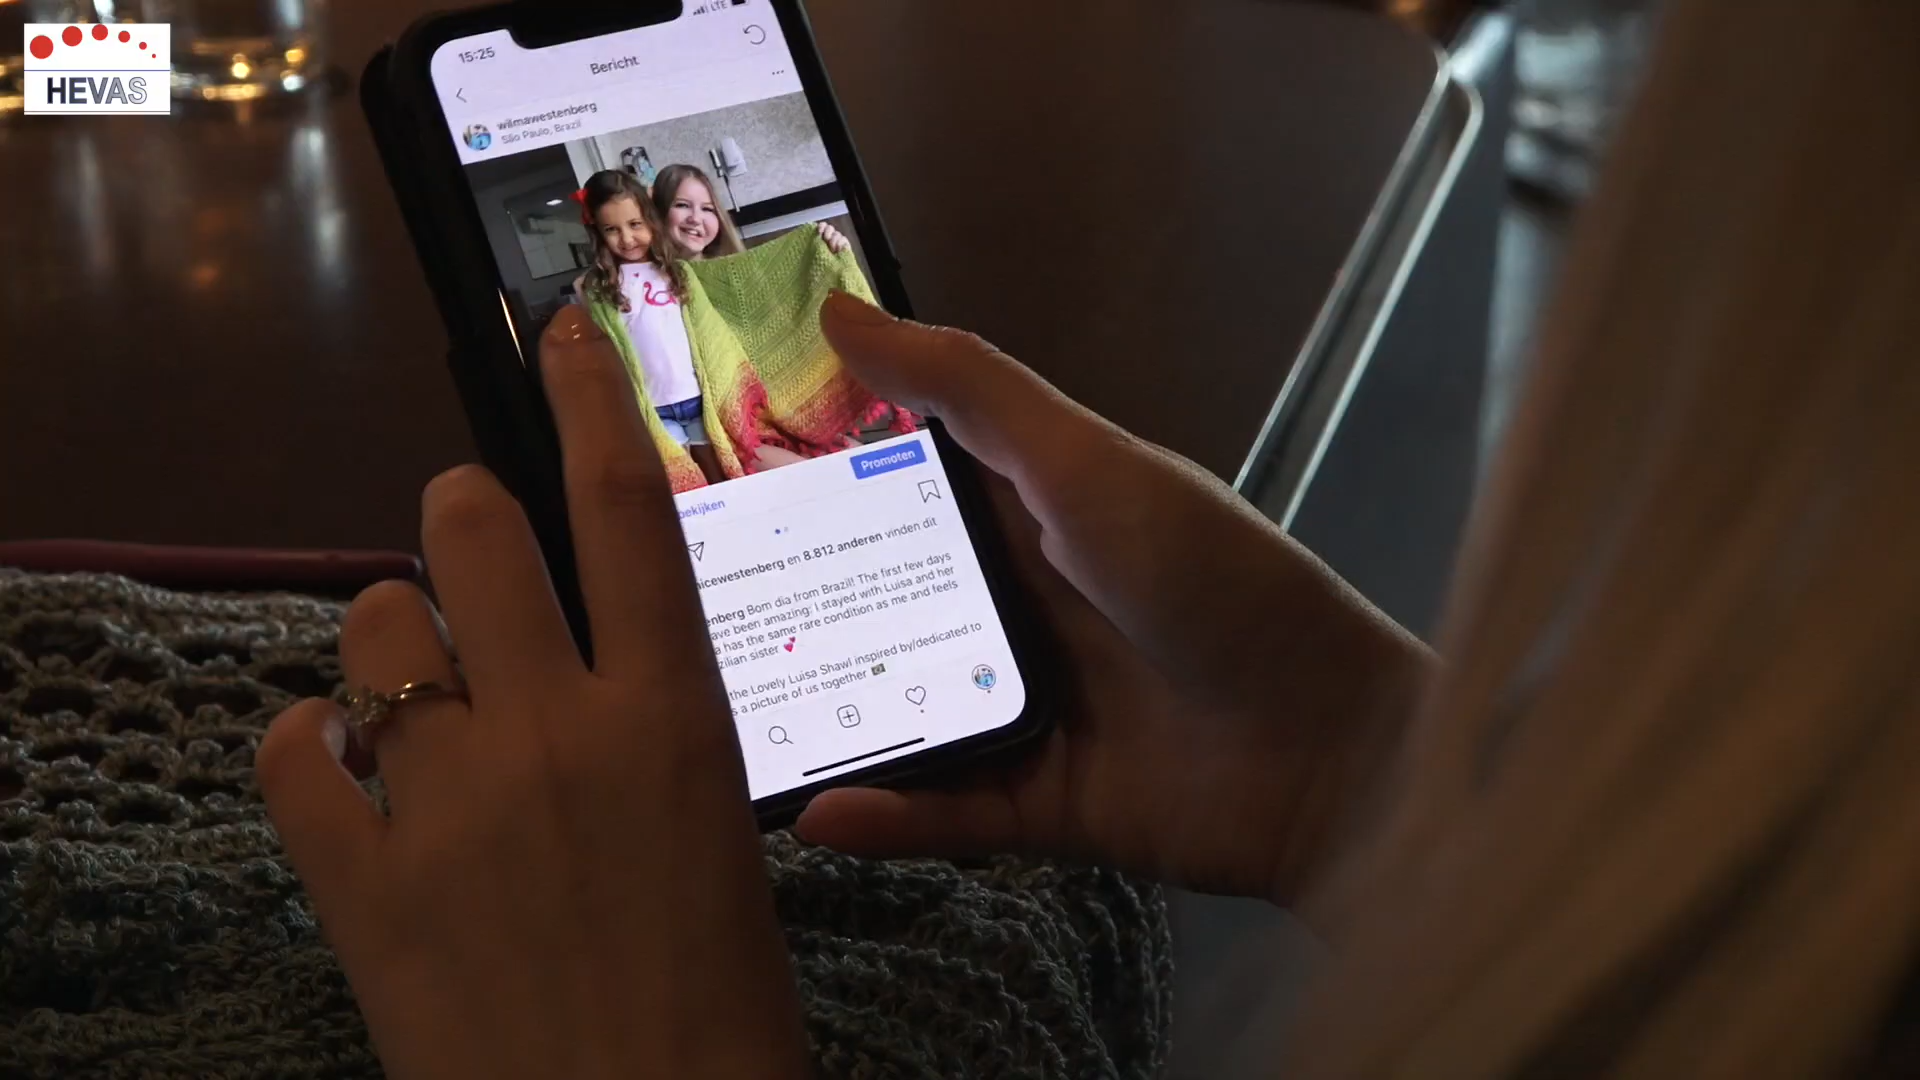 HEVAS
15:25
LTE
Bericht
wilmawestenberg
São Paulo, Brazil
Promoten
bekijken
nicewestenberg en 8.812 anderen vinden dit
enberg Bom dia from Brazil! The first few days
ave been amazing: I stayed with Luisa and her
a has the same rare condition as me and feels
zilian sister 💕
the Lovely Luisa Shawl inspired by/dedicated to
s a picture of us together 🇧🇷